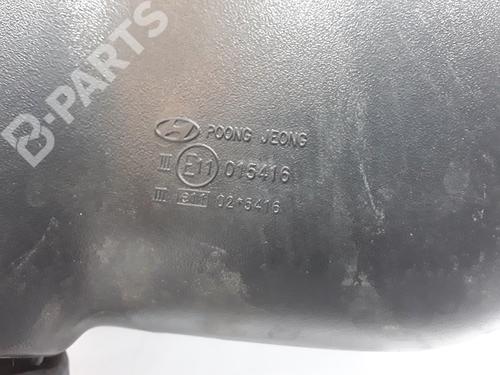 B-PARTS
POONG JEONG
III E11 015416
III e11 02*5416